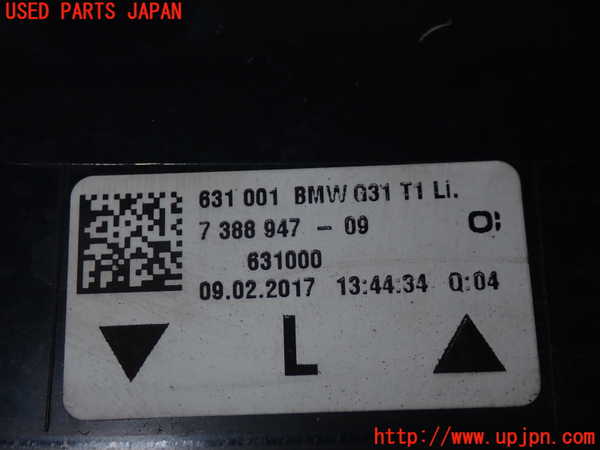 USED PARTS JAPAN
631 001 BMW G31 T1 Li.
7 388 947 - 09
631000
09.02.2017 13:44:34 Q:04
L
http://www.upjpn.com/